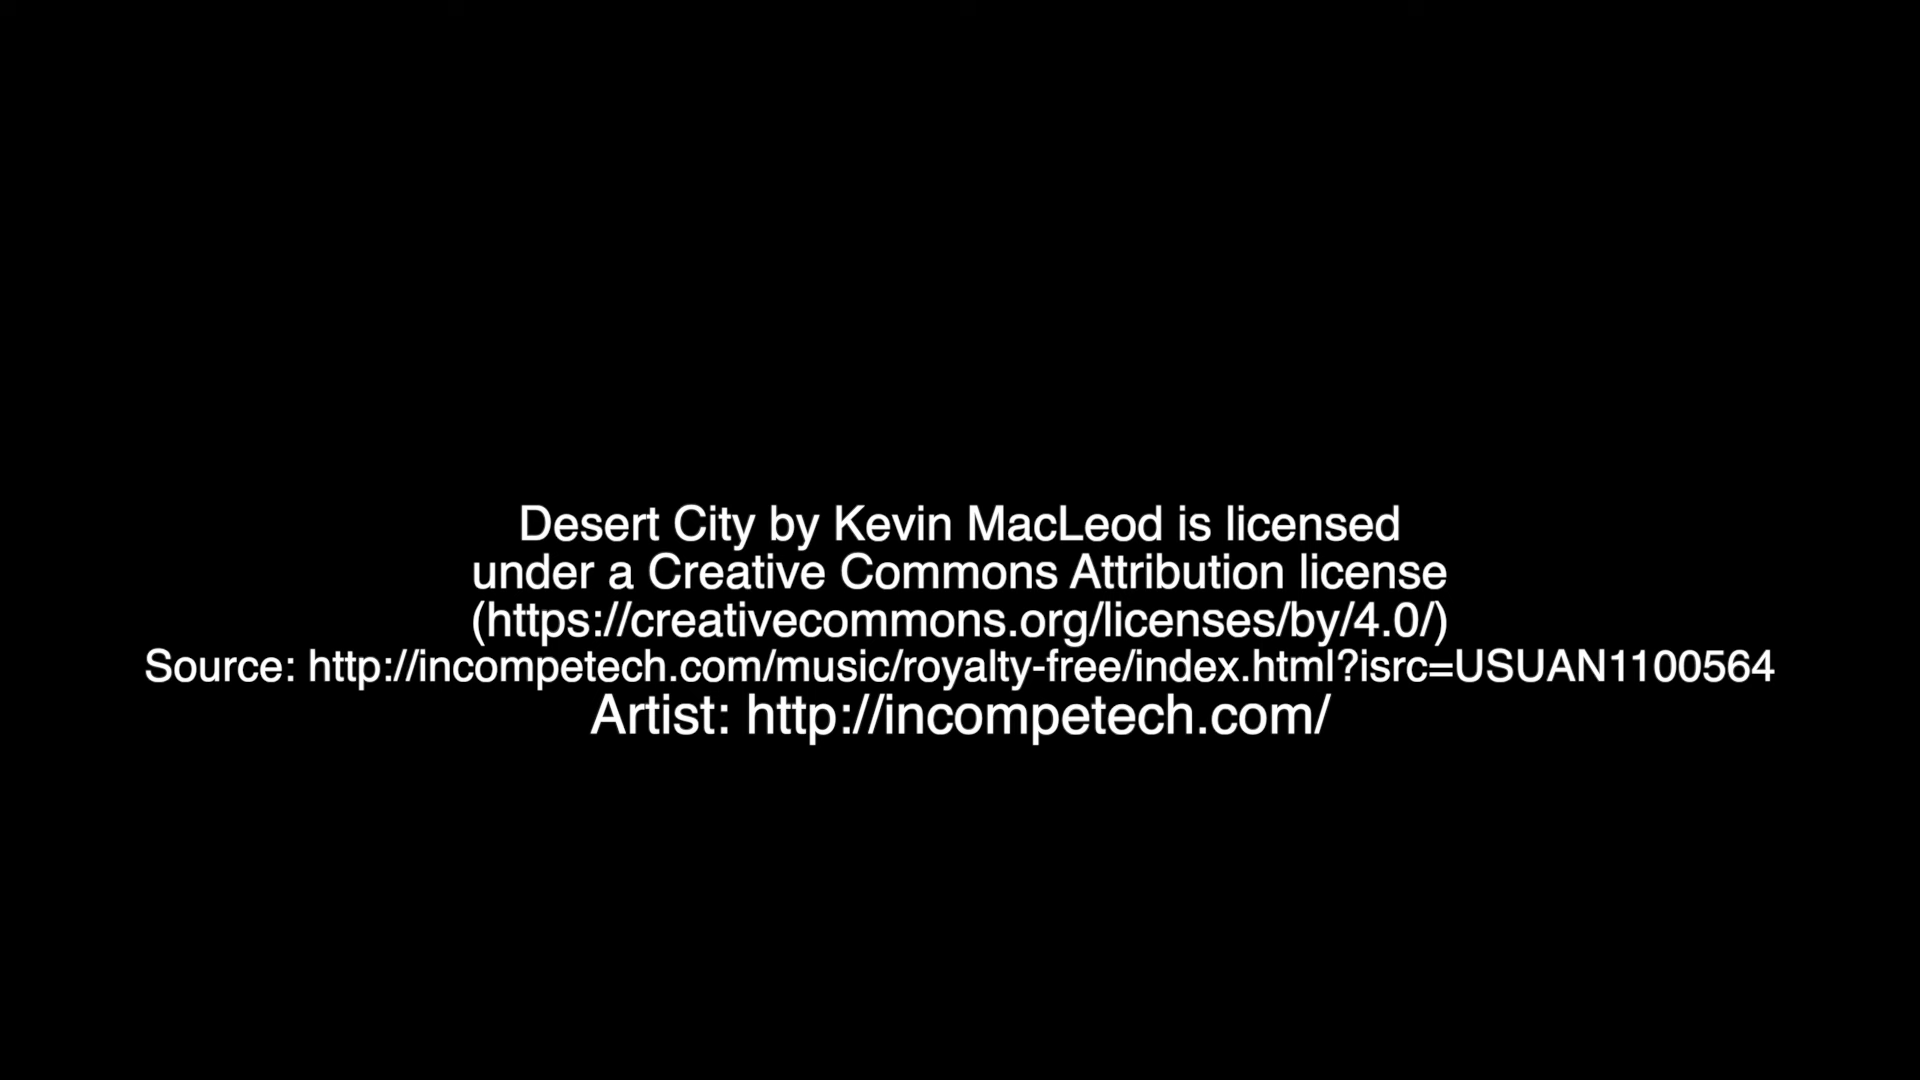 Desert City by Kevin MacLeod is licensed
under a Creative Commons Attribution license
(https://creativecommons.org/licenses/by/4.0/)
Source: http://incompetech.com/music/royalty-free/index.html?isrc=USUAN1100564
Artist: http://incompetech.com/